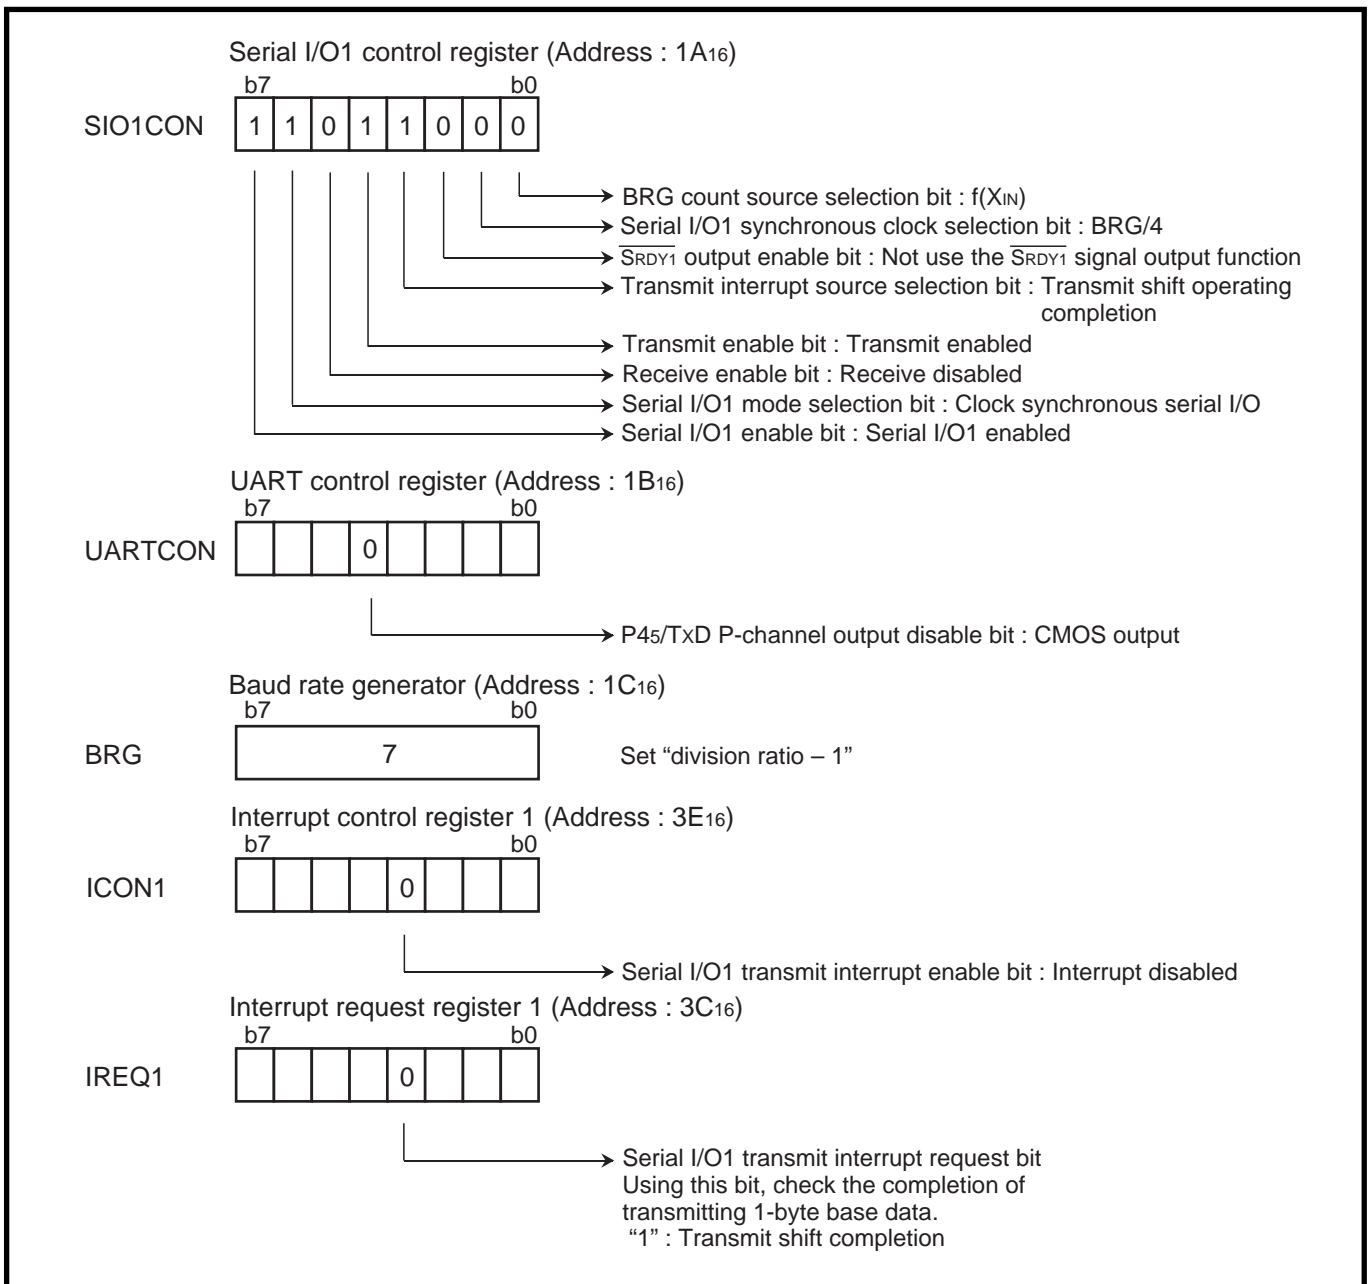 Serial I/O1 control register (Address : 1A16)
b7 b0
SIO1CON 1 1 0 1 1 0 0 0
BRG count source selection bit : f(XIN)
Serial I/O1 synchronous clock selection bit : BRG/4
SRDY1 output enable bit : Not use the SRDY1 signal output function
Transmit interrupt source selection bit : Transmit shift operating
completion
Transmit enable bit : Transmit enabled
Receive enable bit : Receive disabled
Serial I/O1 mode selection bit : Clock synchronous serial I/O
Serial I/O1 enable bit : Serial I/O1 enabled
UART control register (Address : 1B16)
b7 b0
UARTCON 0
P45/TXD P-channel output disable bit : CMOS output
Baud rate generator (Address : 1C16)
b7 b0
BRG 7 Set “division ratio – 1”
Interrupt control register 1 (Address : 3E16)
b7 b0
ICON1 0
Serial I/O1 transmit interrupt enable bit : Interrupt disabled
Interrupt request register 1 (Address : 3C16)
b7 b0
IREQ1 0
Serial I/O1 transmit interrupt request bit
Using this bit, check the completion of
transmitting 1-byte base data.
“1” : Transmit shift completion